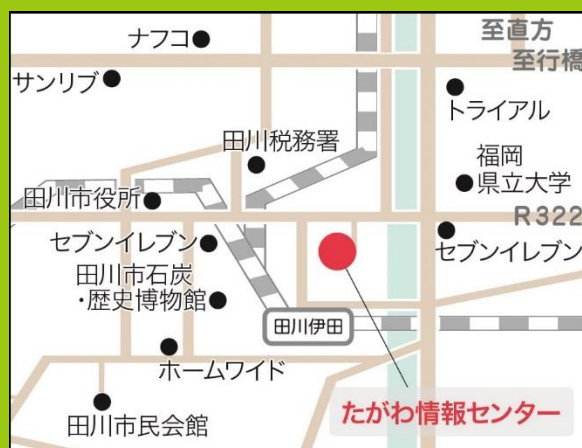 ナフコ
至直方
至行橋
サンリブ
トライアル
田川税務署
福岡
県立大学
田川市役所
R322
セブンイレブン
セブンイレブン
田川市石炭
・歴史博物館
田川伊田
ホームワイド
たがわ情報センター
田川市民会館